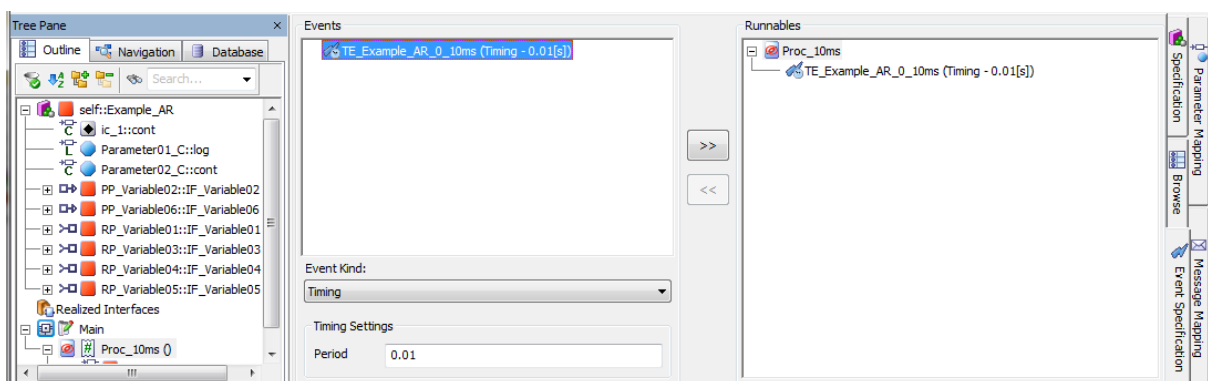 Tree Pane ×
Outline Navigation Database
Search...
self::Example_AR
ic_1::cont
Parameter01_C::log
Parameter02_C::cont
PP_Variable02::IF_Variable02
PP_Variable06::IF_Variable06
RP_Variable01::IF_Variable01
RP_Variable03::IF_Variable03
RP_Variable04::IF_Variable04
RP_Variable05::IF_Variable05
Realized Interfaces
Main
Proc_10ms ()
Events
TE_Example_AR_0_10ms (Timing - 0.01[s])
Event Kind:
Timing
Timing Settings
Period 0.01
>>
<<
Runnables
Proc_10ms
TE_Example_AR_0_10ms (Timing - 0.01[s])
Specification
Browse
Event Specification
Parameter Mapping
Message Mapping